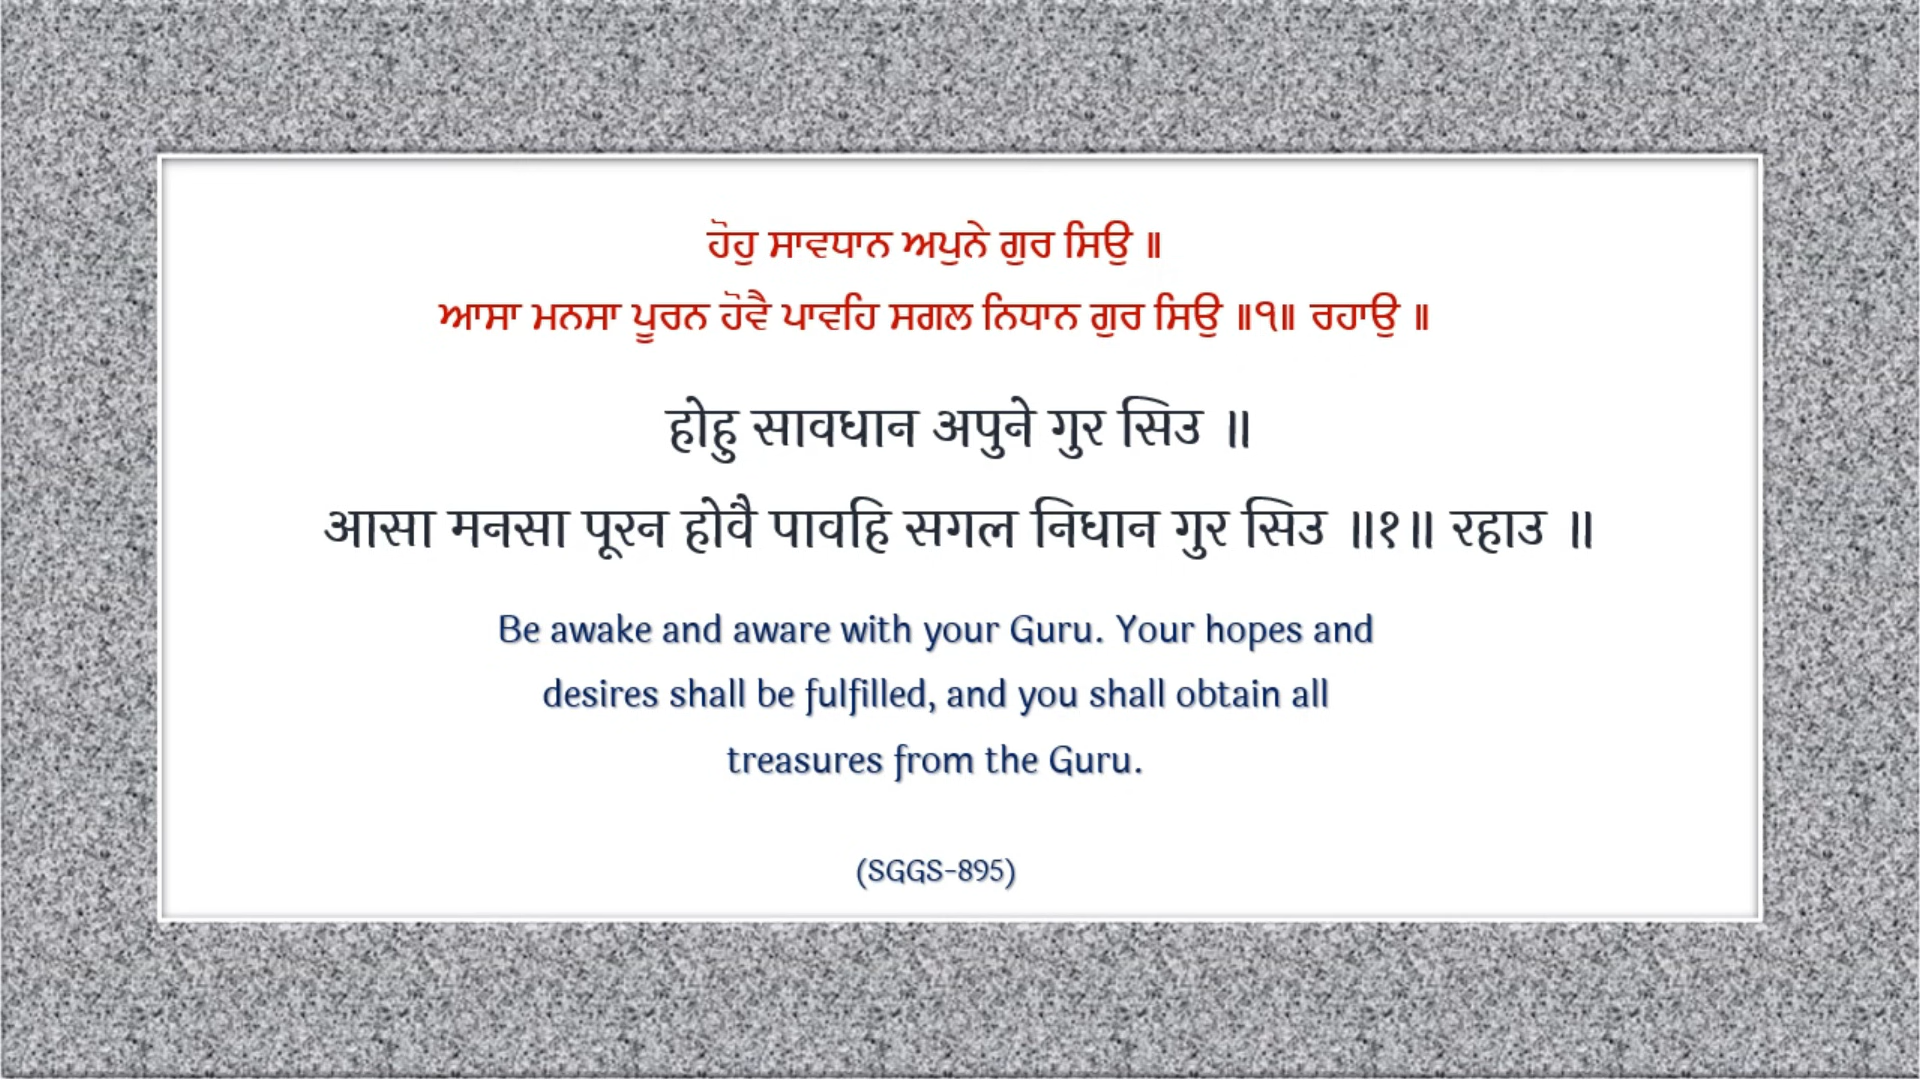 ਹੋਹੁ ਸਾਵਧਾਨ ਅਪੁਨੇ ਗੁਰ ਸਿਉ ॥
ਆਸਾ ਮਨਸਾ ਪੂਰਨ ਹੋਵੈ ਪਾਵਹਿ ਸਗਲ ਨਿਧਾਨ ਗੁਰ ਸਿਉ ॥੧॥ ਰਹਾਉ ॥
होहु सावधान अपुने गुर सिउ ॥
आसा मनसा पूरन होवै पावहि सगल निधान गुर सिउ ॥१॥ रहाउ ॥
Be awake and aware with your Guru. Your hopes and
desires shall be fulfilled, and you shall obtain all
treasures from the Guru.
(SGGS-895)